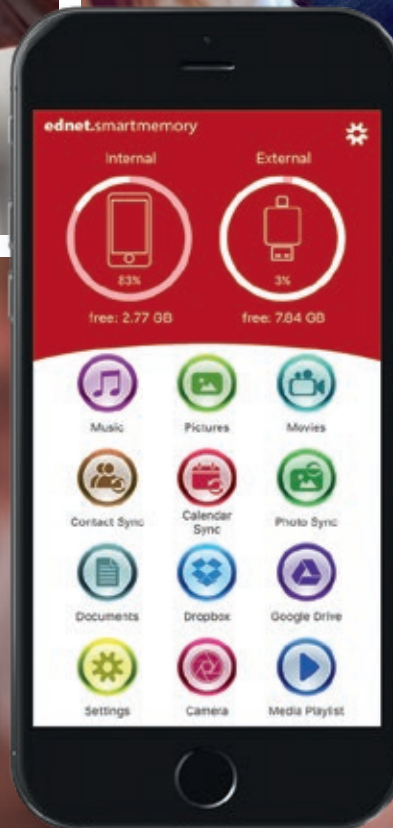 ednet.smartmemory
Internal External
83% 3%
free: 2.77 GB free: 7.84 GB
Music Pictures Movies
Contact Sync Calendar Sync Photo Sync
Documents Dropbox Google Drive
Settings Camera Media Playlist